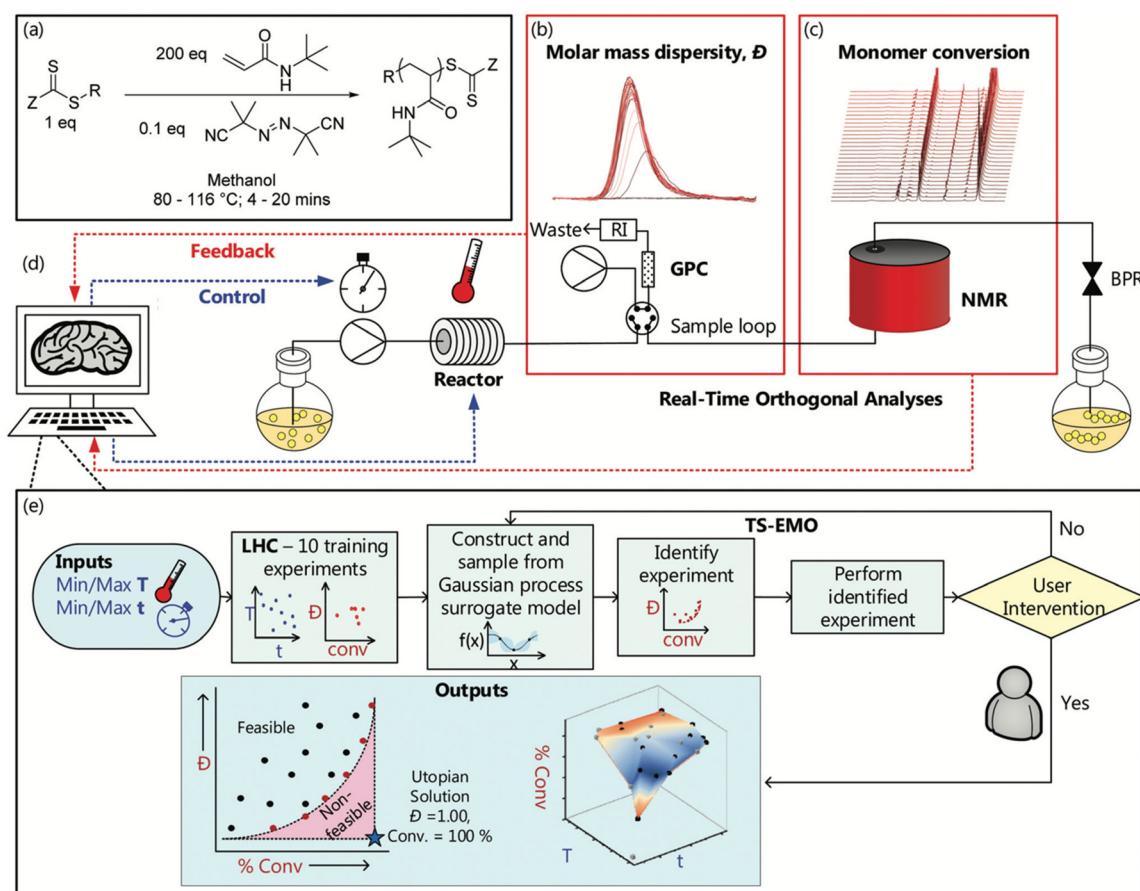 (a)
Z
S
S
R
1 eq
200 eq
O
N
H
0.1 eq
NC
N
N
CN
Methanol
80 - 116 °C; 4 - 20 mins
R
S
Z
S
HN
O
(b)
Molar mass dispersity, Đ
Waste
RI
GPC
Sample loop
(c)
Monomer conversion
NMR
BPR
(d)
Feedback
Control
Reactor
Real-Time Orthogonal Analyses
(e)
TS-EMO
Inputs
Min/Max T
Min/Max t
LHC – 10 training
experiments
T
t
Đ
conv
Construct and
sample from
Gaussian process
surrogate model
f(x)
x
Identify
experiment
Đ
conv
Perform
identified
experiment
No
User
Intervention
Yes
Outputs
Feasible
Non-
feasible
Đ
% Conv
Utopian
Solution
Đ =1.00,
Conv. = 100 %
% Conv
T
t